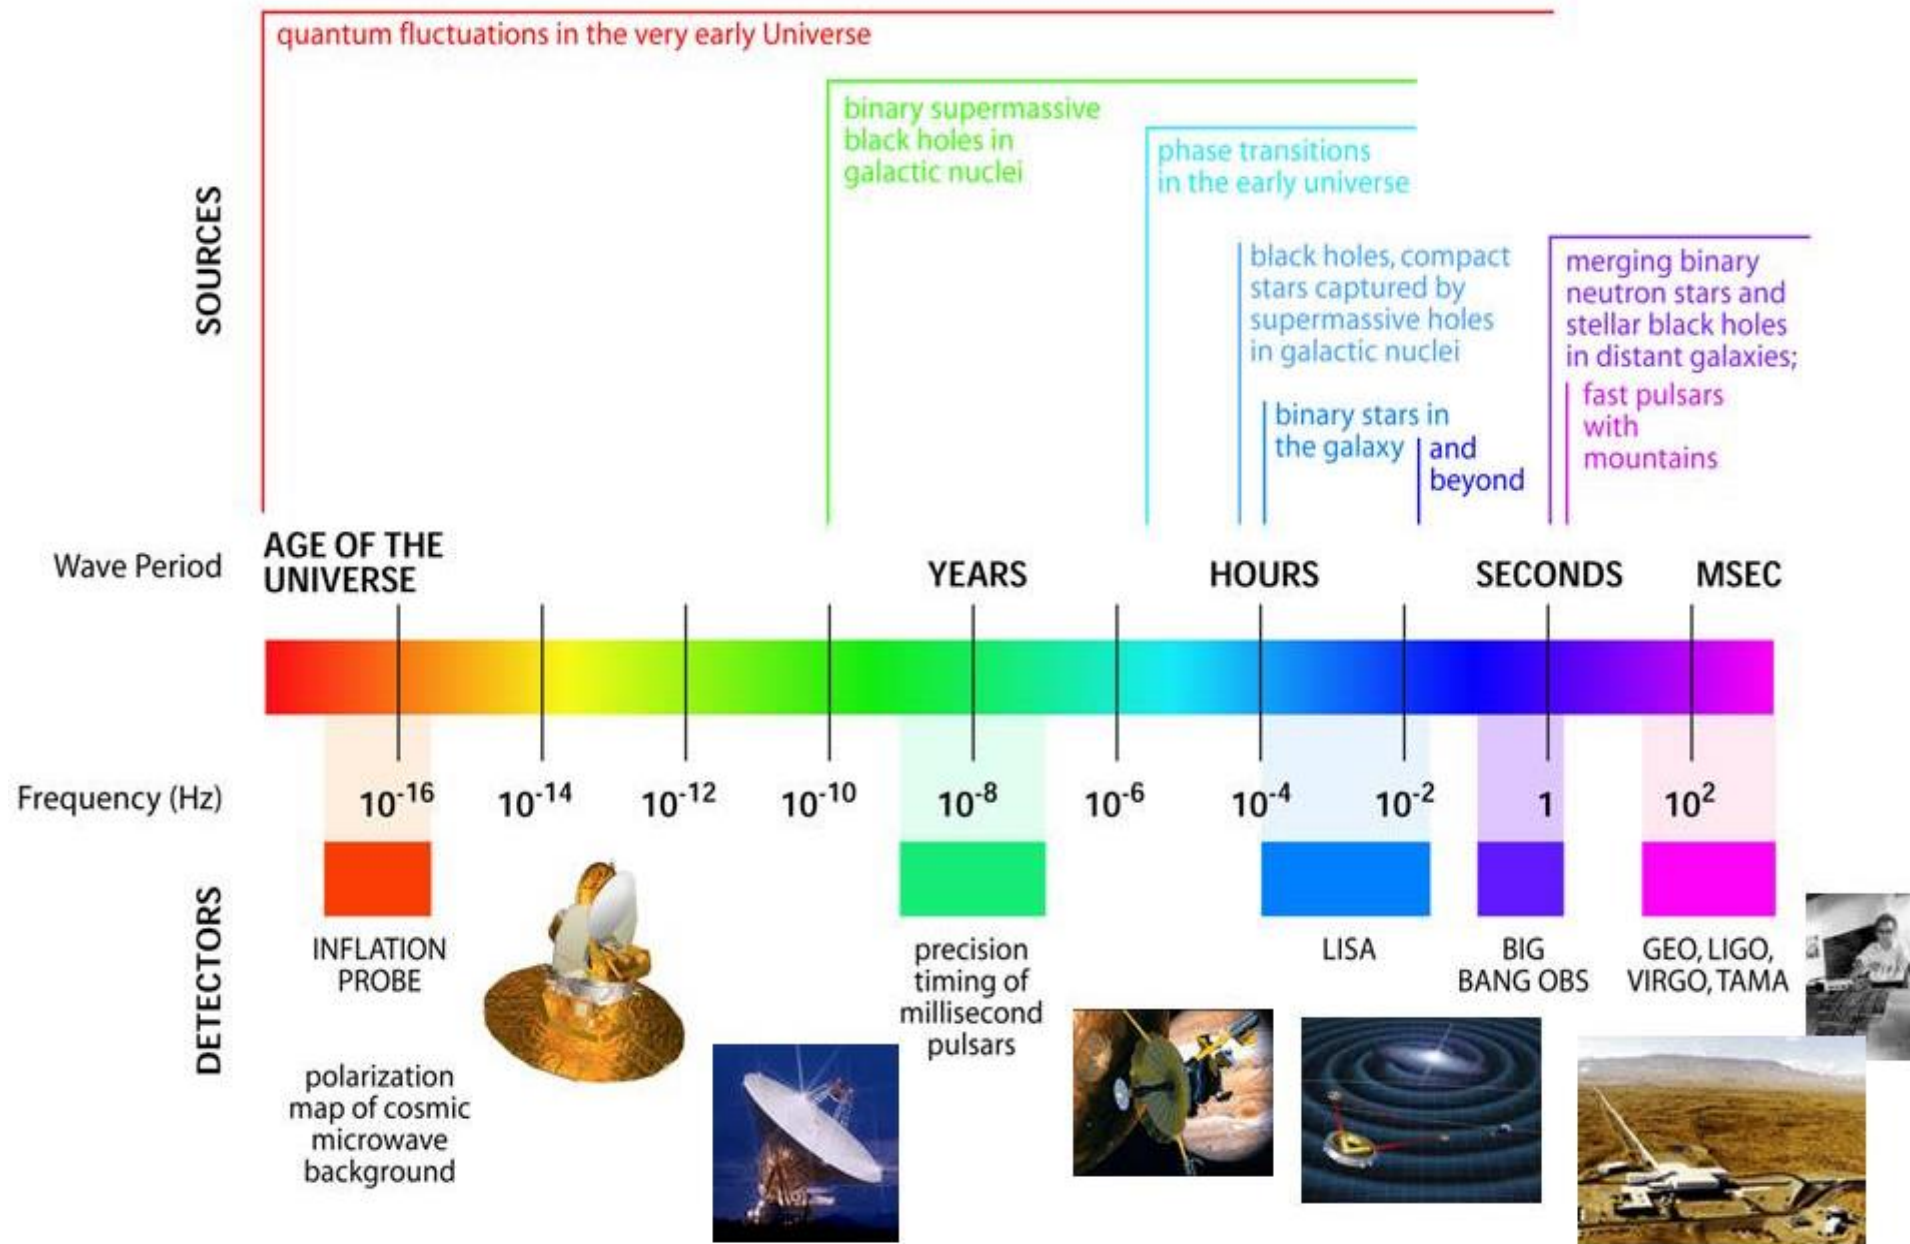 quantum fluctuations in the very early Universe
binary supermassive
black holes in
galactic nuclei
phase transitions
in the early universe
SOURCES
black holes, compact
stars captured by
supermassive holes
in galactic nuclei
merging binary
neutron stars and
stellar black holes
in distant galaxies;
fast pulsars
with
mountains
binary stars in
the galaxy
and
beyond
Wave Period
AGE OF THE
UNIVERSE
YEARS
HOURS
SECONDS
MSEC
Frequency (Hz)
10⁻¹⁶ 10⁻¹⁴ 10⁻¹² 10⁻¹⁰ 10⁻⁸ 10⁻⁶ 10⁻⁴ 10⁻² 1 10²
DETECTORS
INFLATION
PROBE
polarization
map of cosmic
microwave
background
precision
timing of
millisecond
pulsars
LISA
BIG
BANG OBS
GEO, LIGO,
VIRGO, TAMA